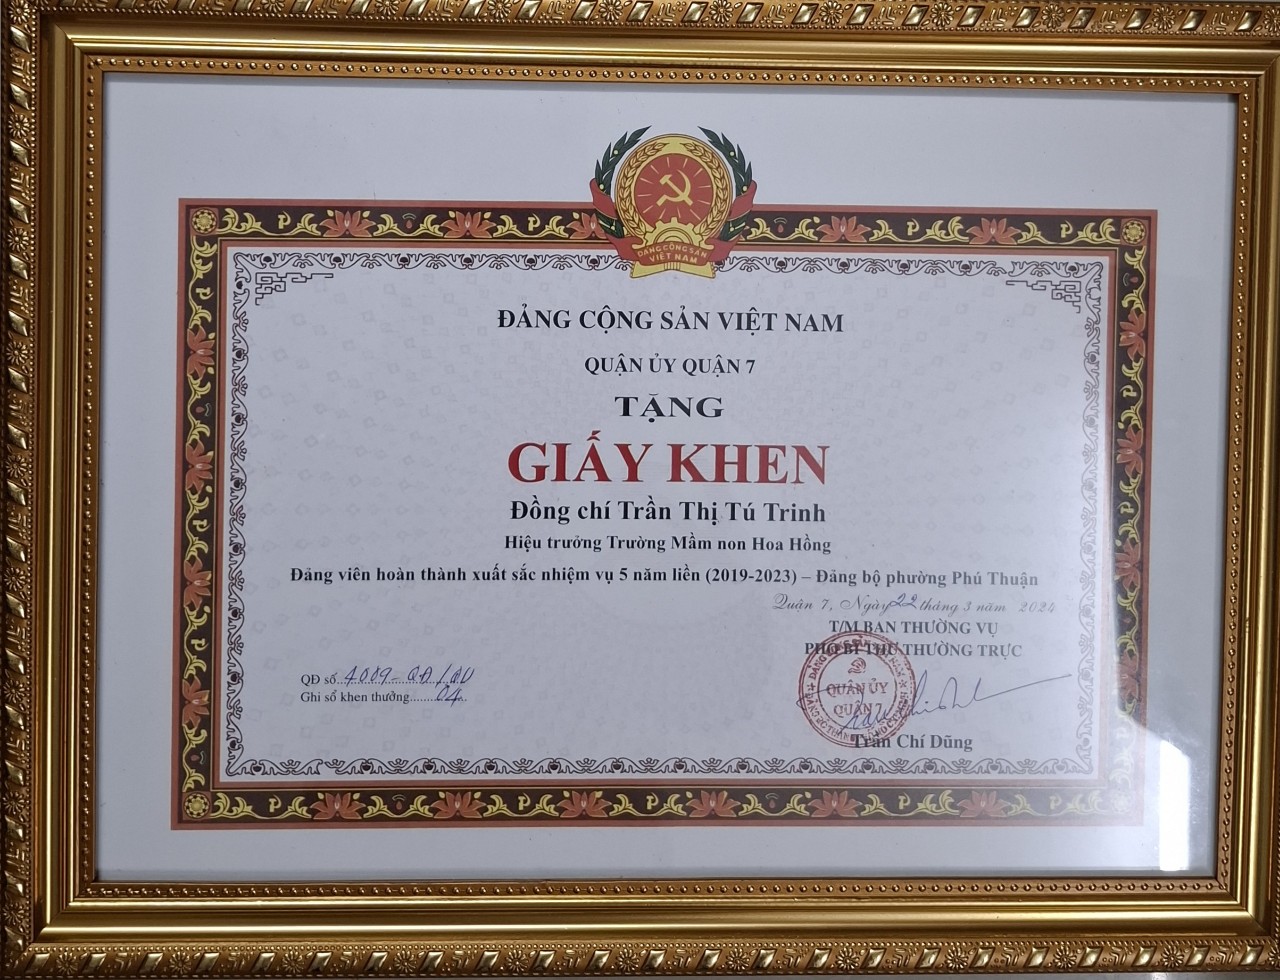 ĐẢNG CỘNG SẢN
VIỆT NAM
ĐẢNG CỘNG SẢN VIỆT NAM
QUẬN ỦY QUẬN 7
TẶNG
GIẤY KHEN
Đồng chí Trần Thị Tú Trinh
Hiệu trưởng Trường Mầm non Hoa Hồng
Đảng viên hoàn thành xuất sắc nhiệm vụ 5 năm liền (2019-2023) – Đảng bộ phường Phú Thuận
Quận 7, Ngày 22 tháng 3 năm 2024
T/M BAN THƯỜNG VỤ
PHÓ BÍ THƯ THƯỜNG TRỰC
QĐ số 4009-QĐ/QU
Ghi sổ khen thưởng 04
QUẬN ỦY
QUẬN 7
Trần Chí Dũng